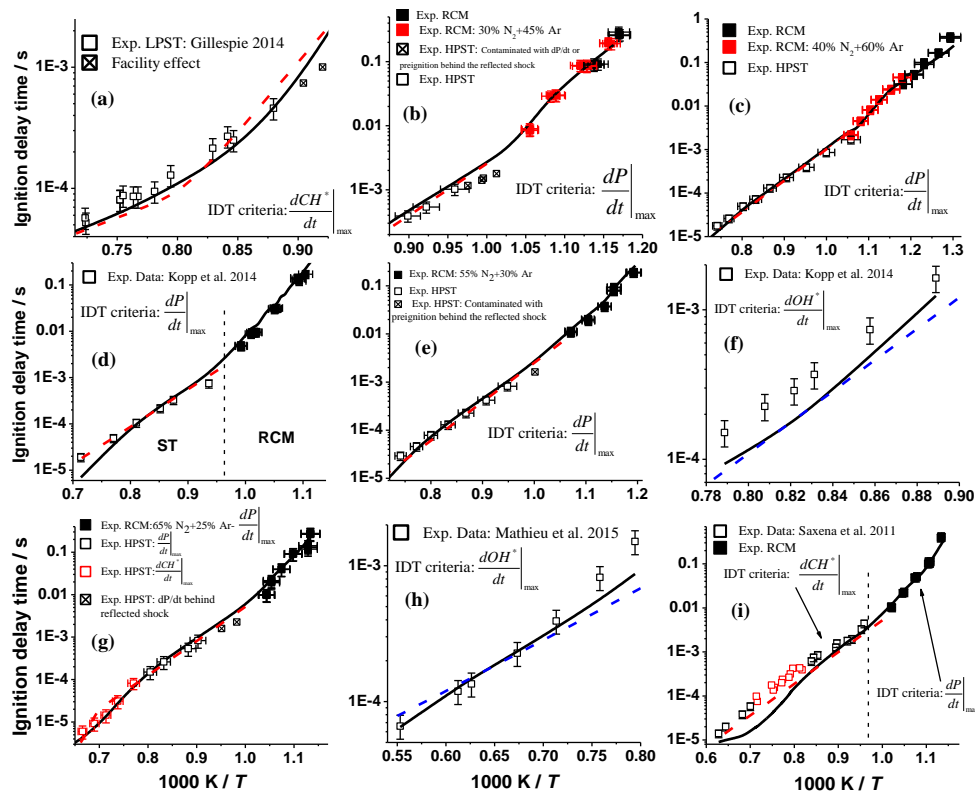 Ignition delay time / s
1E-3
1E-4
0.75 0.80 0.85 0.90
Exp. LPST: Gillespie 2014
Facility effect
(a)
IDT criteria: dCH*/dt|max
0.1
0.01
1E-3
0.90 0.95 1.00 1.05 1.10 1.15 1.20
Exp. RCM
Exp. RCM: 30% N2+45% Ar
Exp. HPST: Contaminated with dP/dt or
preignition behind the reflected shock
Exp. HPST
(b)
IDT criteria: dP/dt|max
1
0.1
0.01
1E-3
1E-4
1E-5
0.8 0.9 1.0 1.1 1.2 1.3
Exp. RCM
Exp. RCM: 40% N2+60% Ar
Exp. HPST
(c)
IDT criteria: dP/dt|max
Ignition delay time / s
0.1
0.01
1E-3
1E-4
1E-5
0.7 0.8 0.9 1.0 1.1
Exp. Data: Kopp et al. 2014
IDT criteria: dP/dt|max
(d)
ST
RCM
0.1
0.01
1E-3
1E-4
1E-5
0.8 0.9 1.0 1.1 1.2
Exp. RCM: 55% N2+30% Ar
Exp. HPST
Exp. HPST: Contaminated with
preignition behind the reflected shock
(e)
IDT criteria: dP/dt|max
1E-3
1E-4
0.78 0.80 0.82 0.84 0.86 0.88 0.90
Exp. Data: Kopp et al. 2014
IDT criteria: dOH*/dt|max
(f)
Ignition delay time / s
0.1
0.01
1E-3
1E-4
1E-5
0.7 0.8 0.9 1.0 1.1
1000 K / T
Exp. RCM:65% N2+25% Ar- dP/dt|max
Exp. HPST: dP/dt|max
Exp. HPST: dCH*/dt|max
Exp. HPST: dP/dt behind
reflected shock
(g)
1E-3
1E-4
0.55 0.60 0.65 0.70 0.75 0.80
1000 K / T
Exp. Data: Mathieu et al. 2015
IDT criteria: dOH*/dt|max
(h)
1
0.1
0.01
1E-3
1E-4
1E-5
0.6 0.7 0.8 0.9 1.0 1.1 1.2
1000 K / T
Exp. Data: Saxena et al. 2011
Exp. RCM
IDT criteria: dCH*/dt|max
(i)
IDT criteria: dP/dt|max